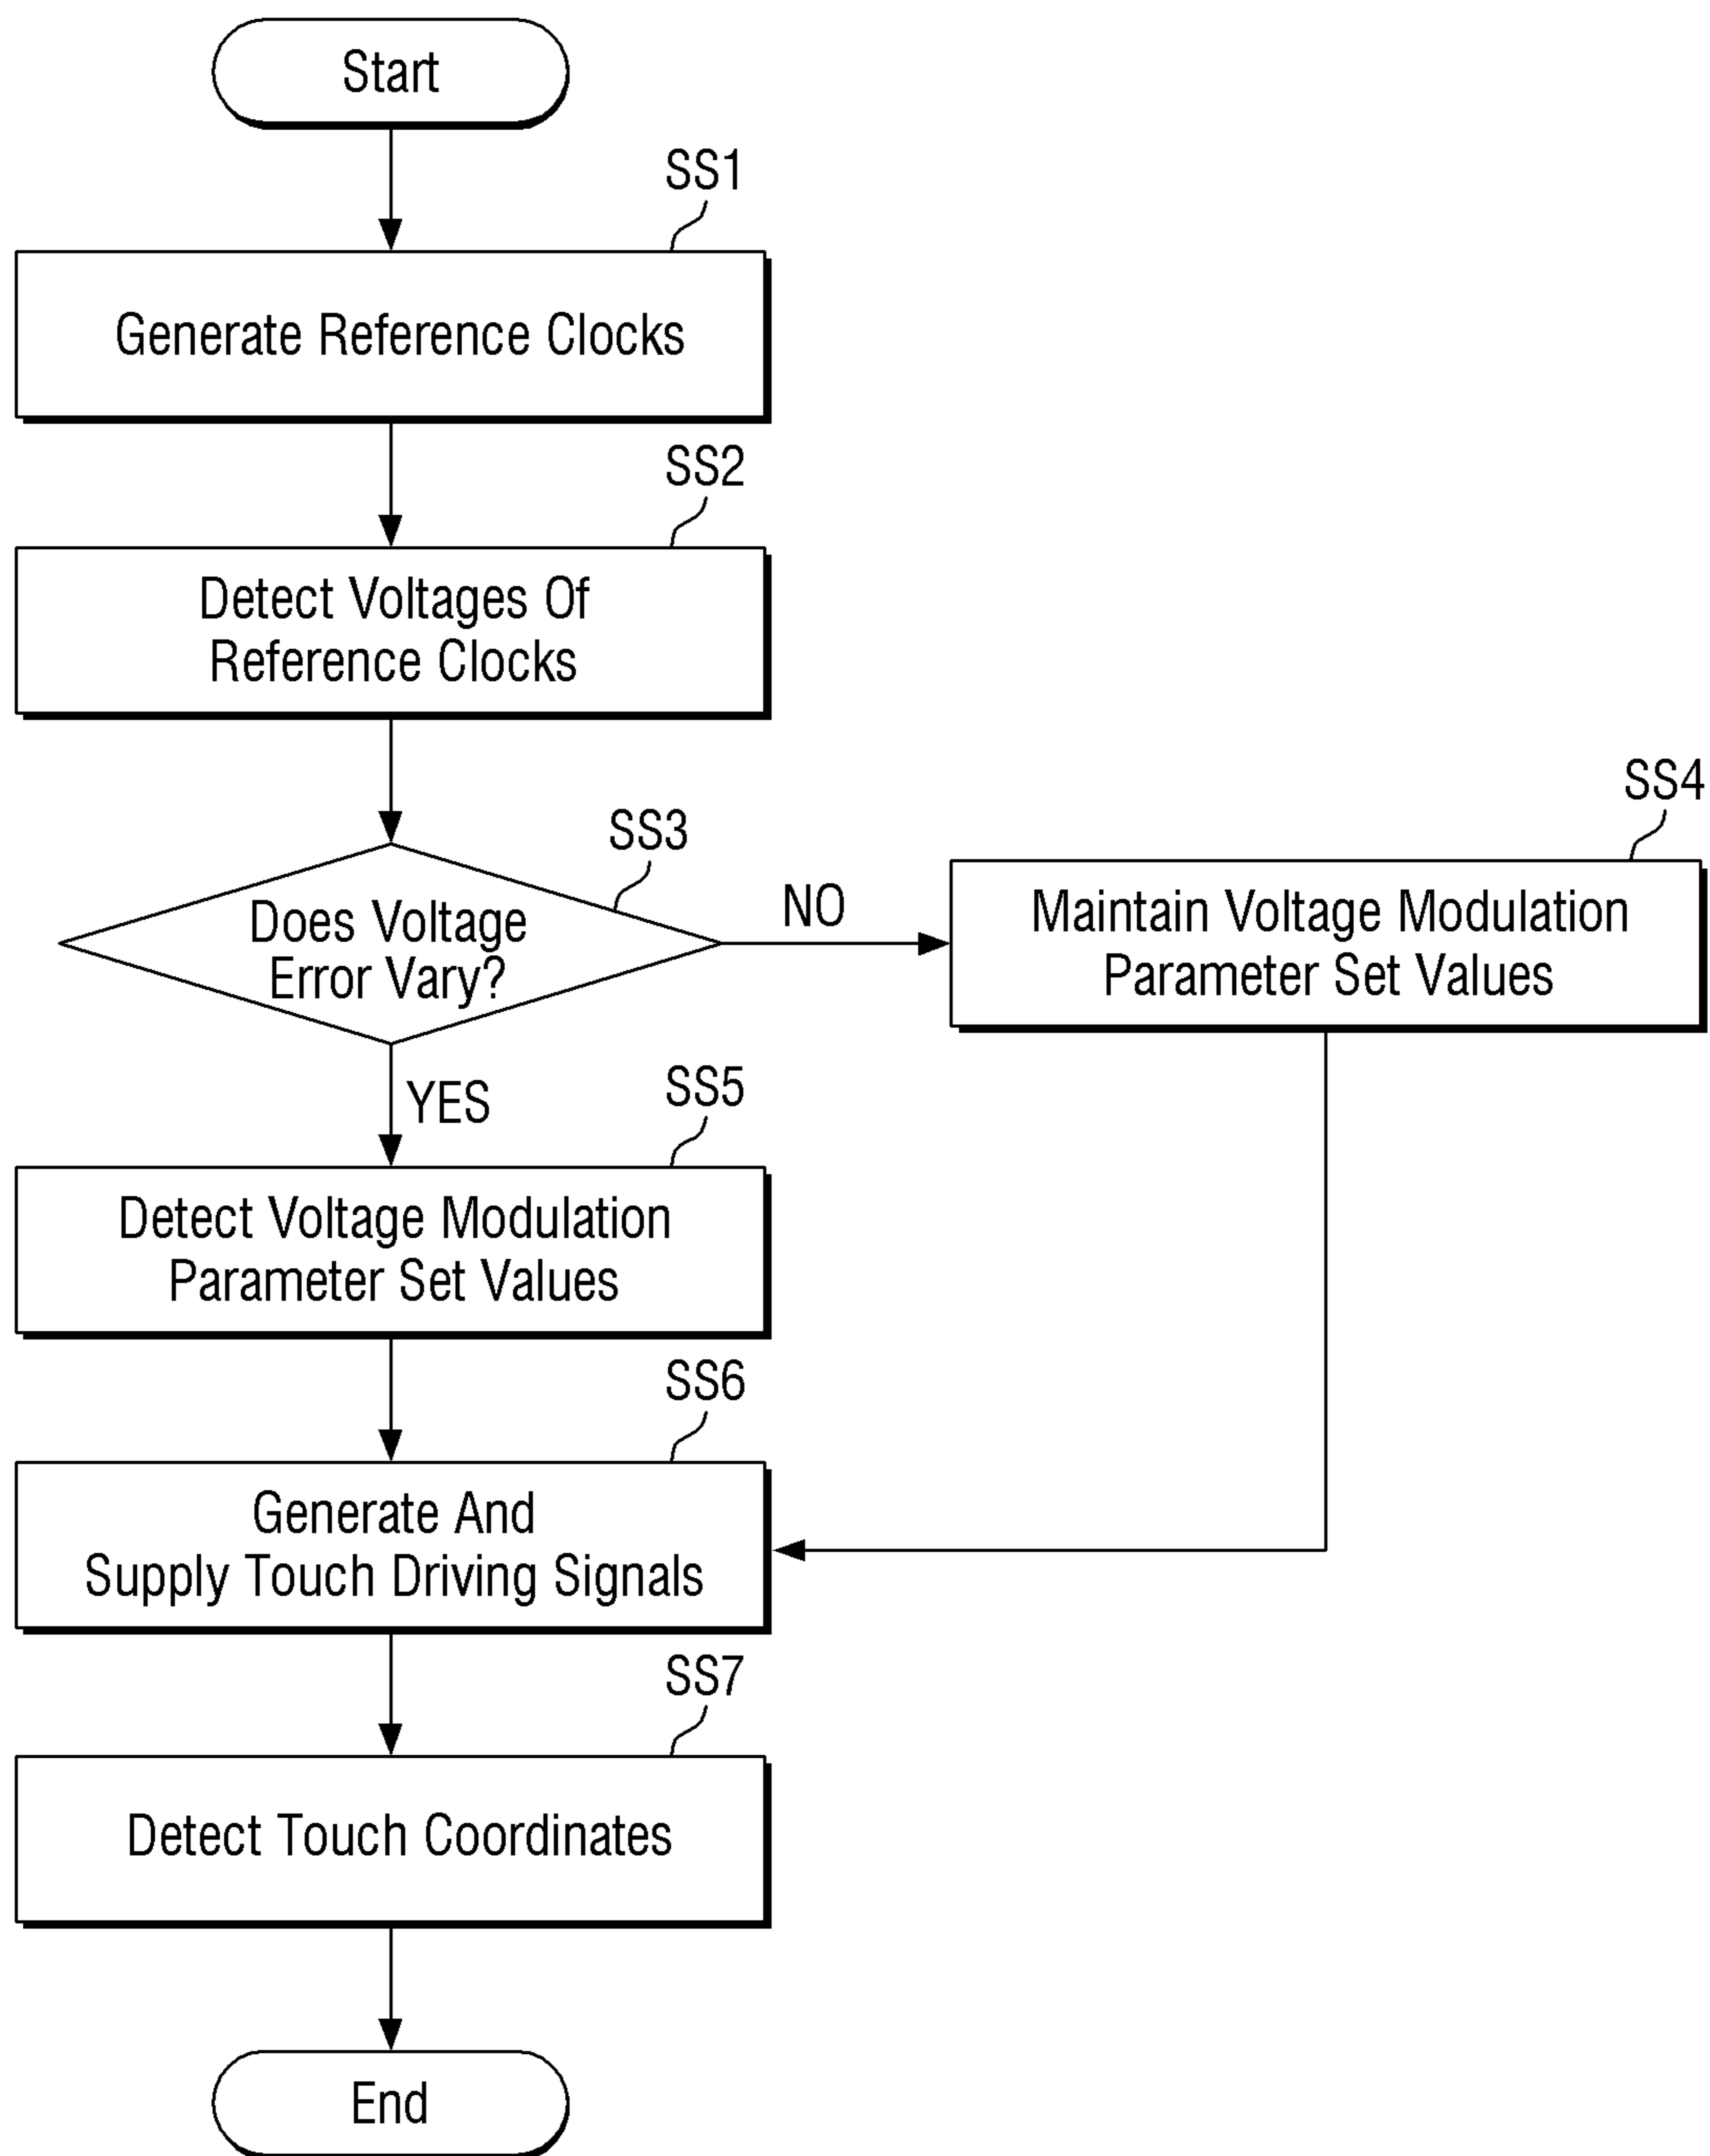 Start
SS1
Generate Reference Clocks
SS2
Detect Voltages Of
Reference Clocks
SS3
Does Voltage
Error Vary?
NO
SS4
Maintain Voltage Modulation
Parameter Set Values
YES
SS5
Detect Voltage Modulation
Parameter Set Values
SS6
Generate And
Supply Touch Driving Signals
SS7
Detect Touch Coordinates
End